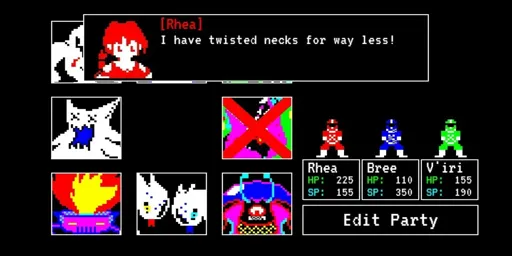 [Rhea]
I have twisted necks for way less!
Rhea Bree V'iri
HP: 225 HP: 110 HP: 155
SP: 155 SP: 350 SP: 190
Edit Party